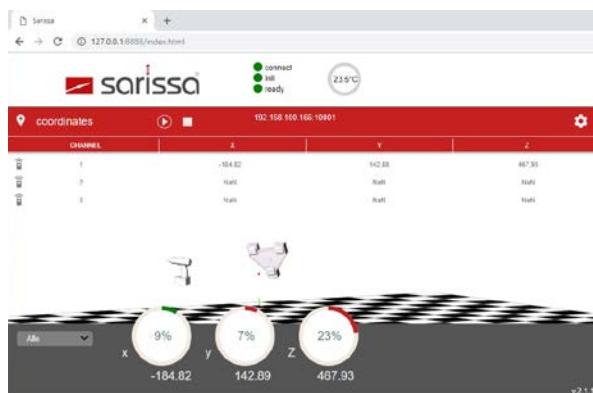 Sarissa
127.0.0.1:8888/index.html
sarissa
connect
init
ready
23.5°C
coordinates
192.168.100.166:10001
CHANNEL X Y Z
1 -184.82 142.89 467.93
2 NaN NaN NaN
3 NaN NaN NaN
Alle
x 9% y 7% Z 23%
-184.82 142.89 467.93